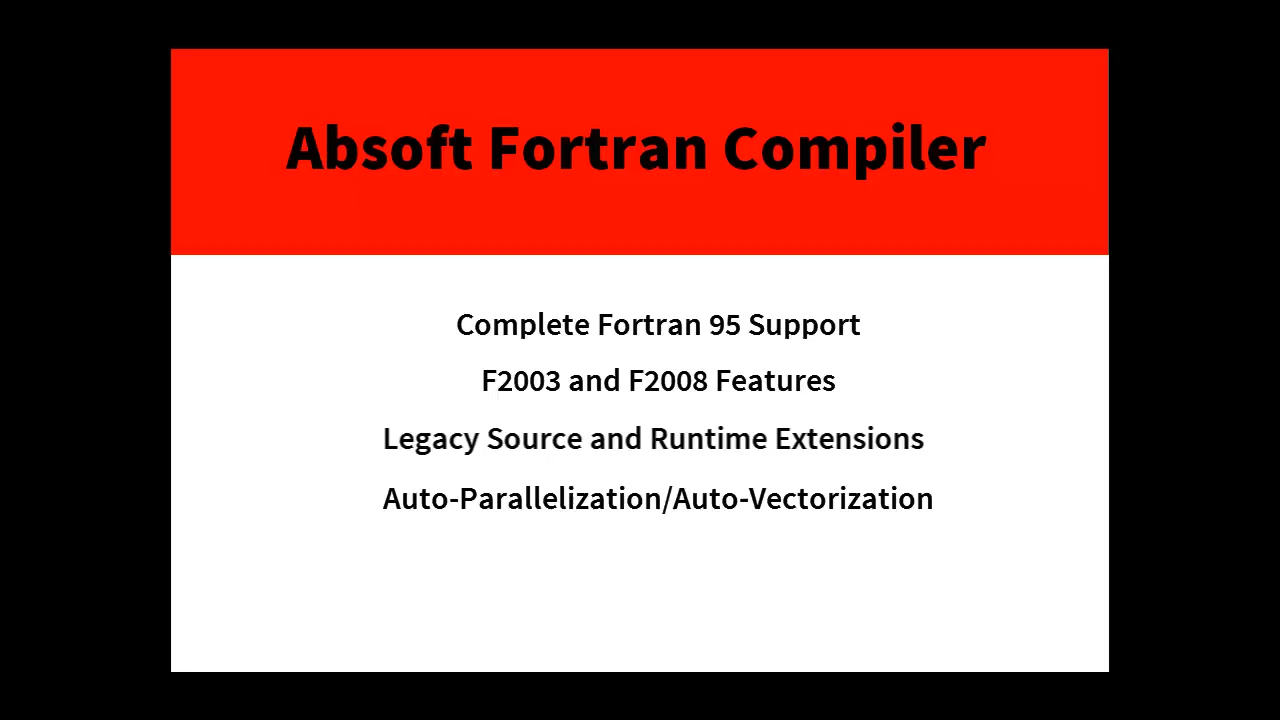 Absoft Fortran Compiler
Complete Fortran 95 Support
F2003 and F2008 Features
Legacy Source and Runtime Extensions
Auto-Parallelization/Auto-Vectorization